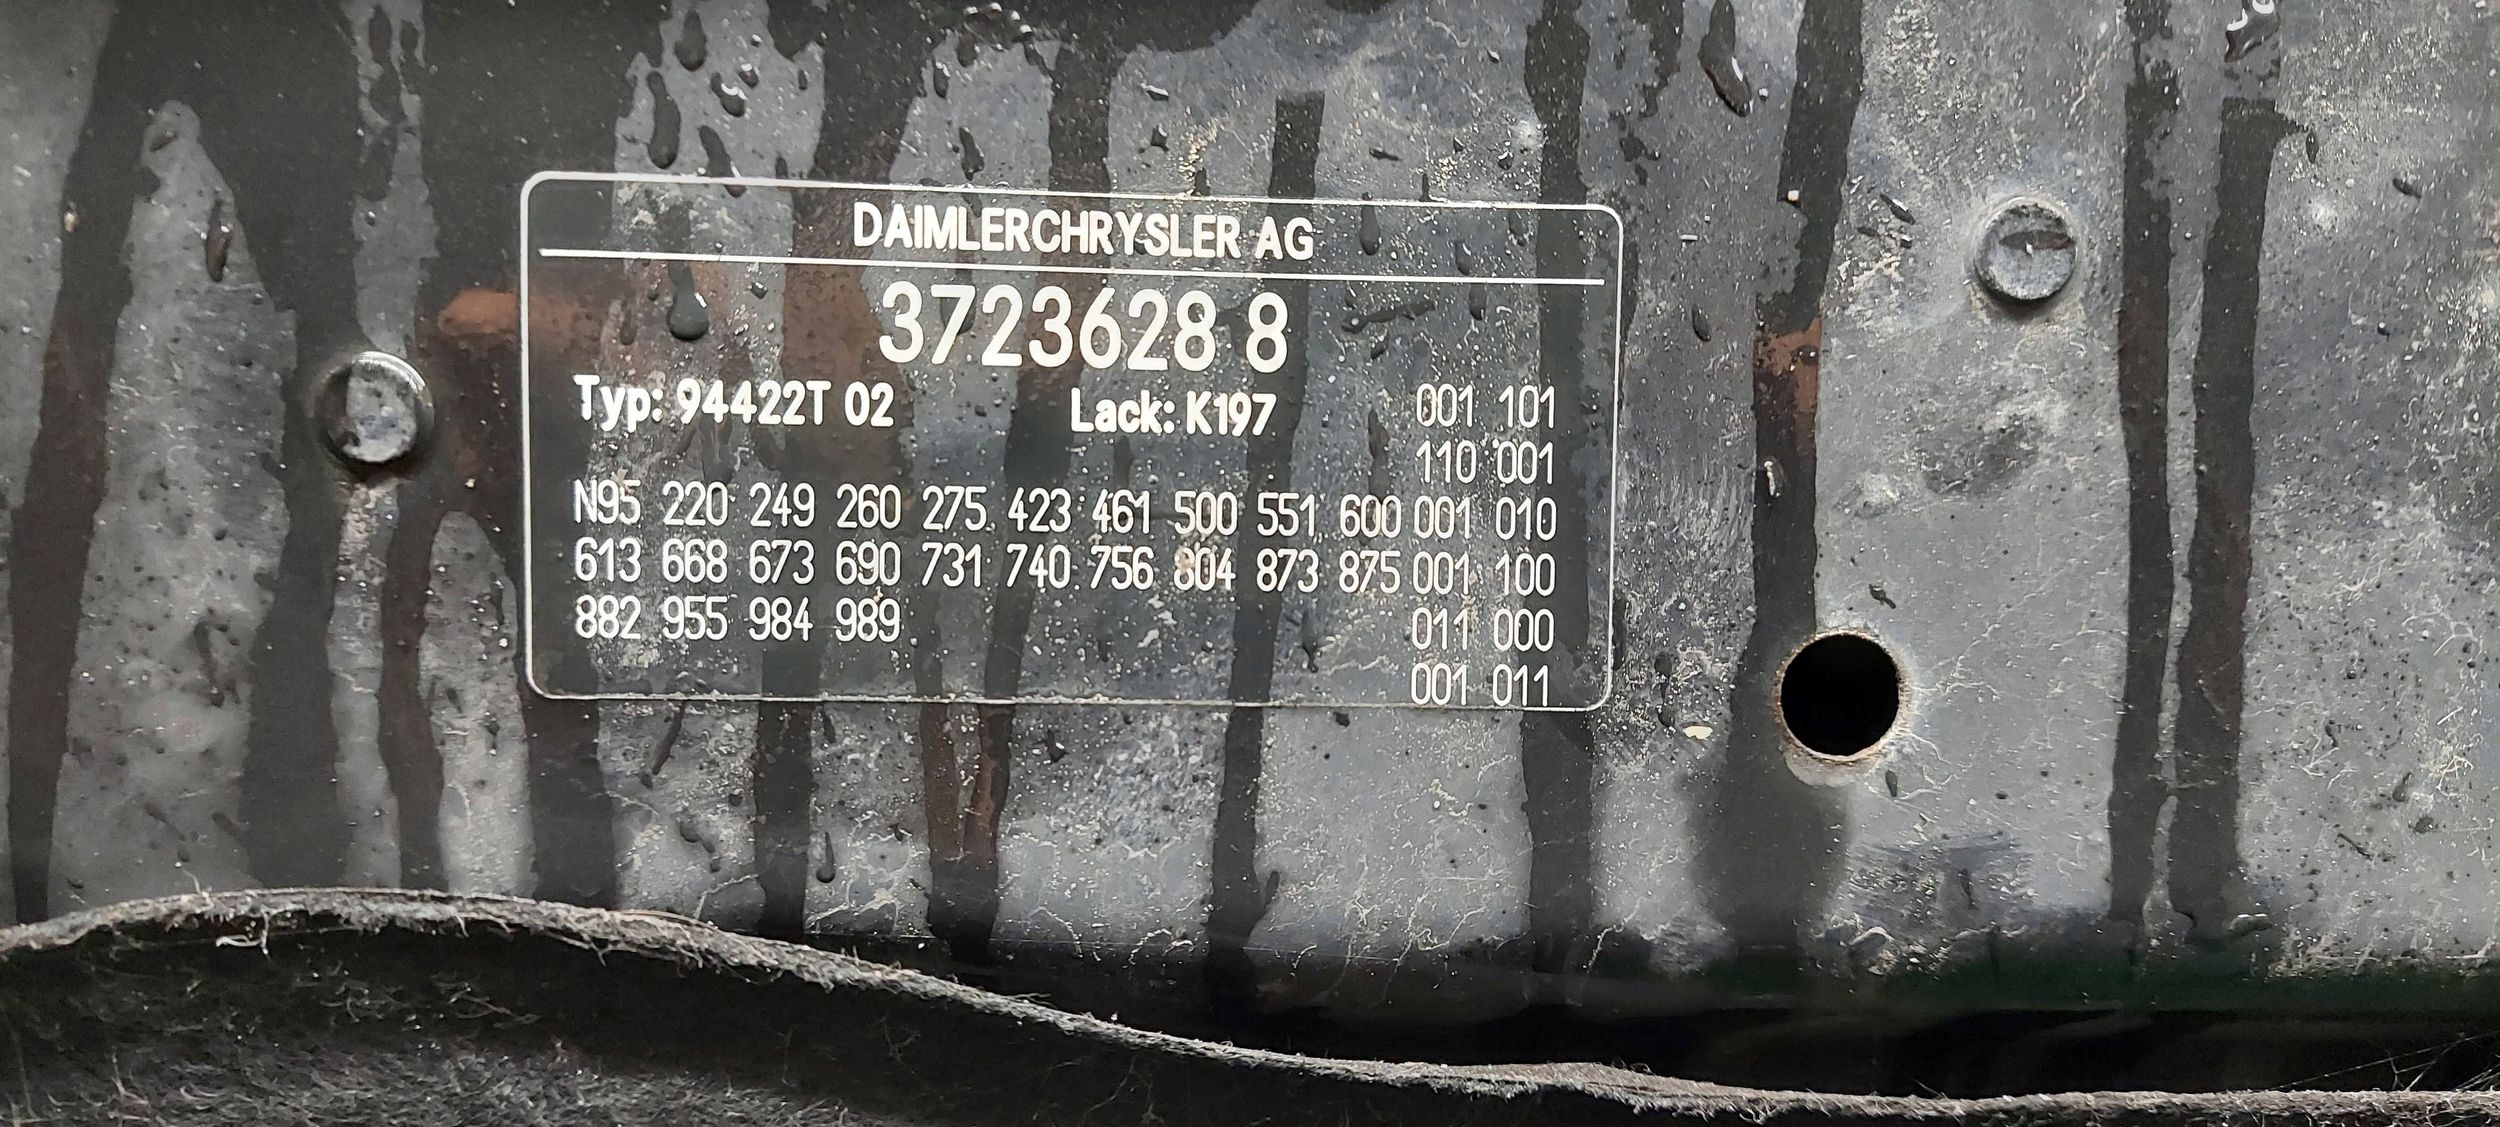 DAIMLERCHRYSLER AG
3723628 8
Typ: 94422T 02 Lack: K197 001 101
110 001
N95 220 249 260 275 423 461 500 551 600 001 010
613 668 673 690 731 740 756 804 873 875 001 100
882 955 984 989 011 000
001 011